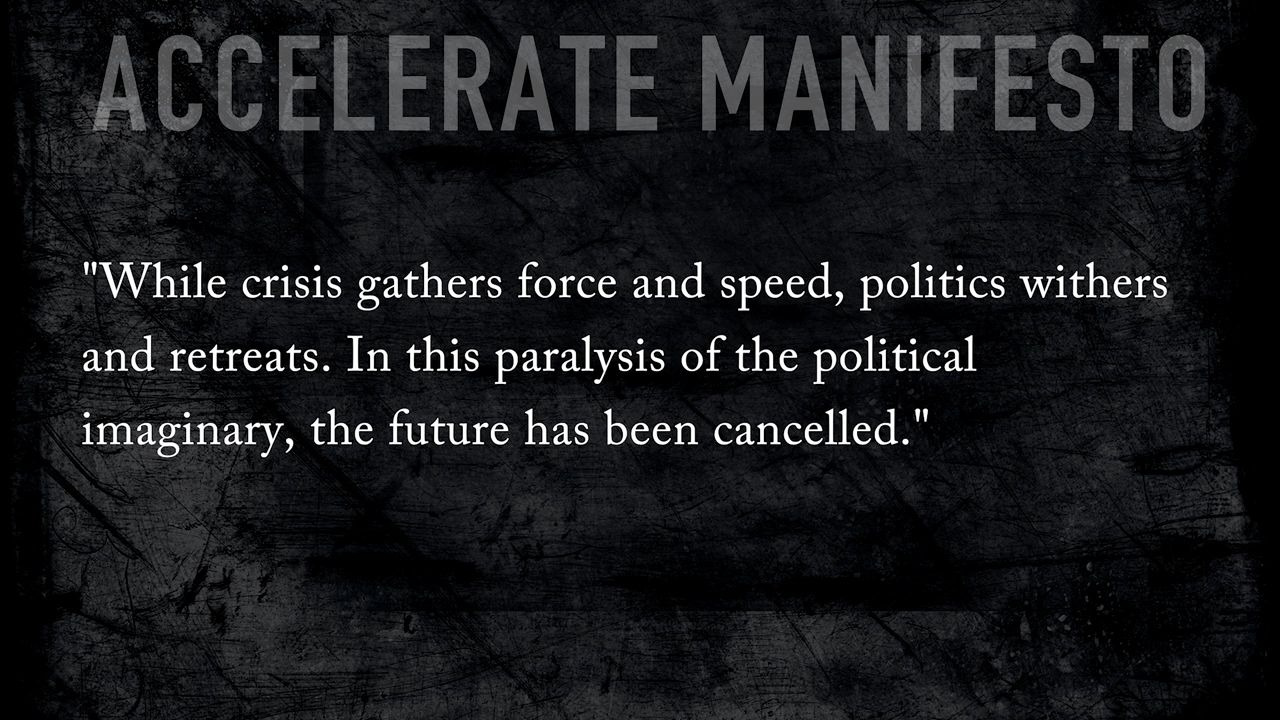 ACCELERATE MANIFESTO
"While crisis gathers force and speed, politics withers
and retreats. In this paralysis of the political
imaginary, the future has been cancelled."